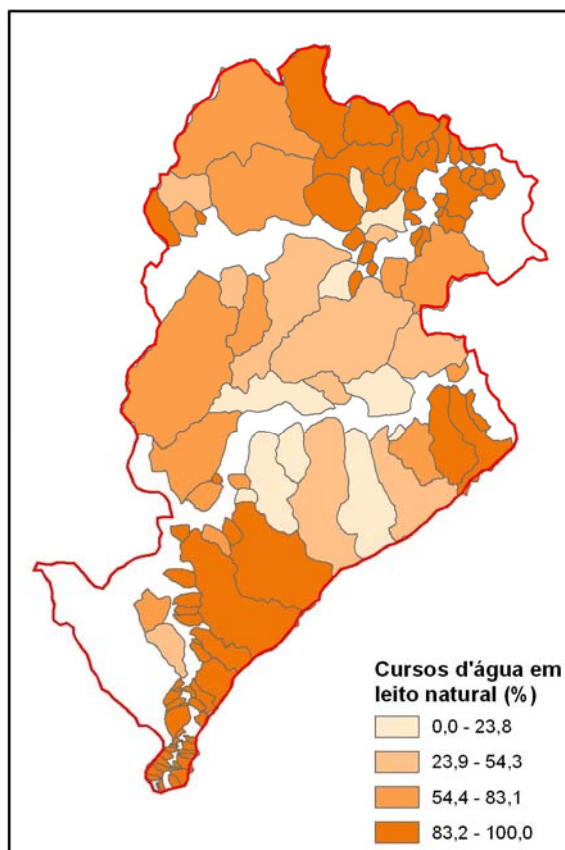 Cursos d'água em
leito natural (%)
0,0 - 23,8
23,9 - 54,3
54,4 - 83,1
83,2 - 100,0